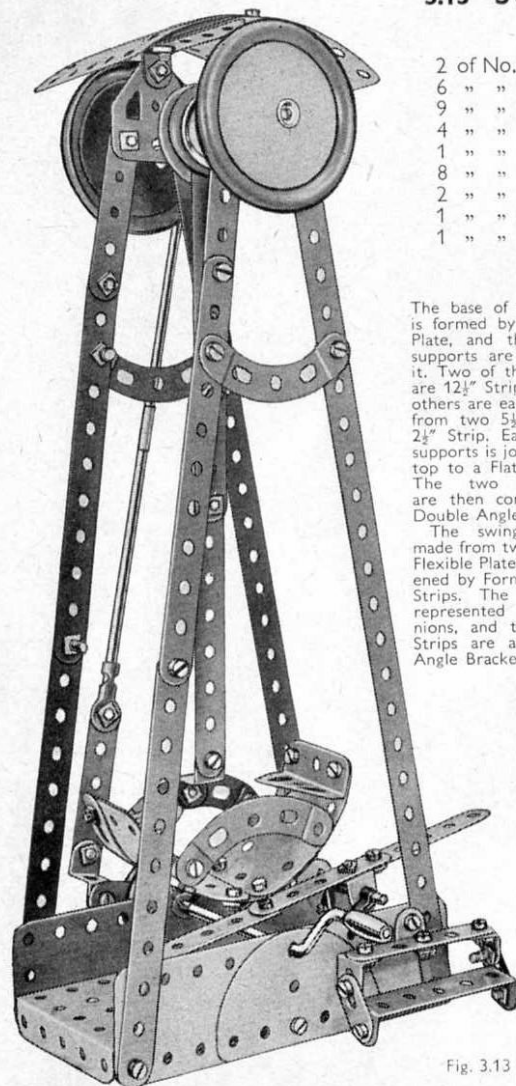 3.13
2 of No.
6 " "
9 " "
4 " "
1 " "
8 " "
2 " "
1 " "
1 " "
The base of
is formed by
Plate, and th
supports are
it. Two of th
are 12½" Strip
others are ea
from two 5½
2½" Strip. Ea
supports is jo
top to a Flat
The two
are then con
Double Angle
The swing
made from tw
Flexible Plate
ened by Form
Strips. The
represented
nions, and t
Strips are a
Angle Bracke
Fig. 3.13